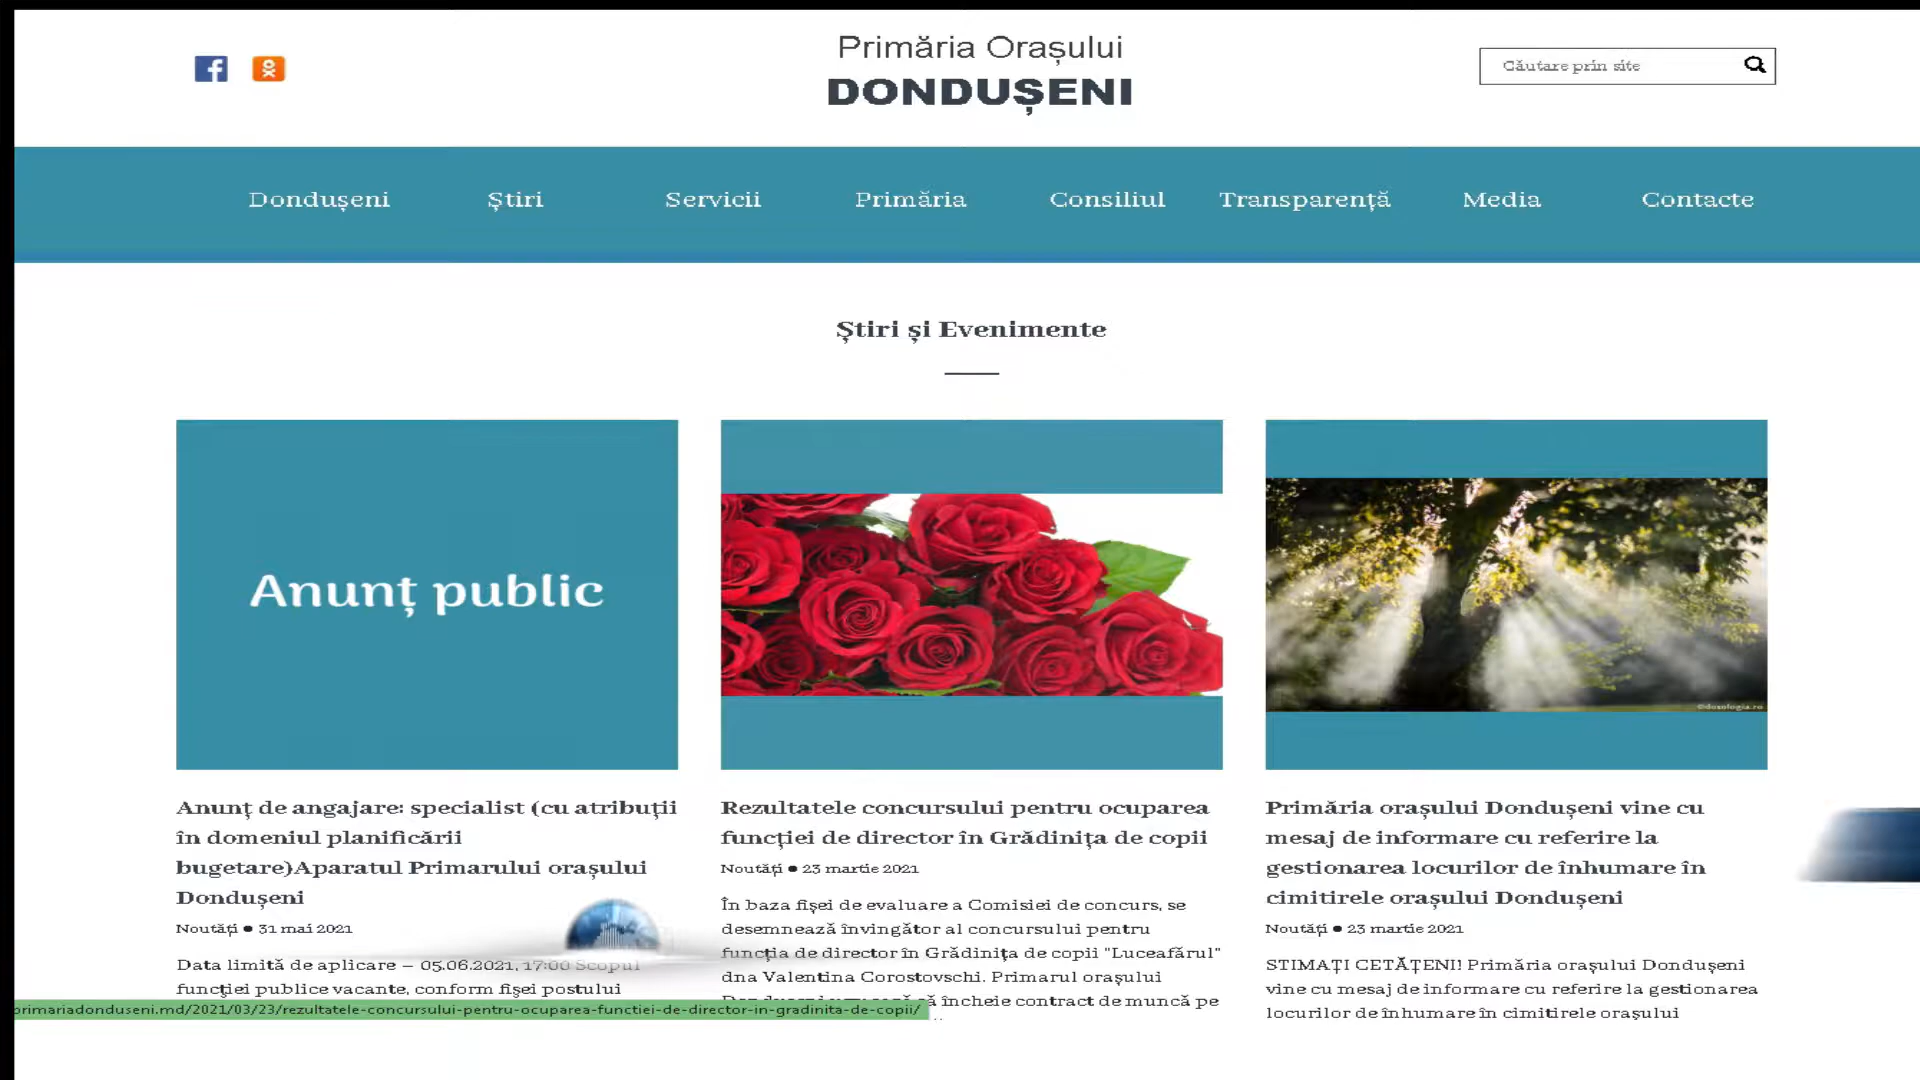 Primăria Orașului
DONDUȘENI
Căutare prin site
Dondușeni Știri Servicii Primăria Consiliul Transparență Media Contacte
Știri și Evenimente
Anunț public
Anunț de angajare: specialist (cu atribuții
în domeniul planificării
bugetare)Aparatul Primarului orașului
Dondușeni
Noutăți ● 31 mai 2021
Data limită de aplicare – 05.06.2021, 17:00 Scopul
funcției publice vacante, conform fișei postului
Rezultatele concursului pentru ocuparea
funcției de director în Grădinița de copii
Noutăți ● 23 martie 2021
În baza fișei de evaluare a Comisiei de concurs, se
desemnează învingător al concursului pentru
funcția de director în Grădinița de copii "Luceafărul"
dna Valentina Corostovschi. Primarul orașului
încheie contract de muncă pe
©doxologia.ro
Primăria orașului Dondușeni vine cu
mesaj de informare cu referire la
gestionarea locurilor de înhumare în
cimitirele orașului Dondușeni
Noutăți ● 23 martie 2021
STIMAȚI CETĂȚENI! Primăria orașului Dondușeni
vine cu mesaj de informare cu referire la gestionarea
locurilor de înhumare în cimitirele orașului
primariadonduseni.md/2021/03/23/rezultatele-concursului-pentru-ocuparea-functiei-de-director-in-gradinita-de-copii/